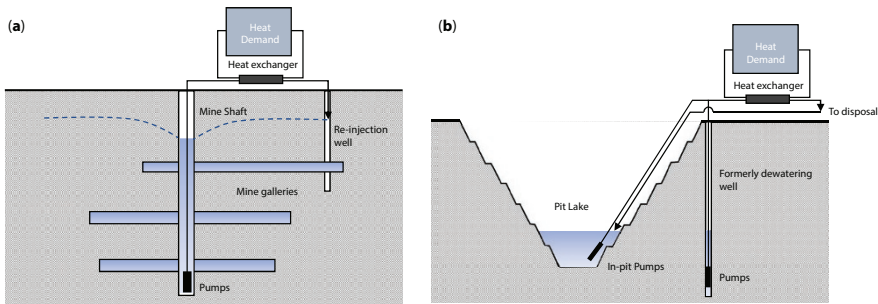 (a)
Heat
Demand
Heat exchanger
Mine Shaft
Re-injection
well
Mine galleries
Pumps
(b)
Heat
Demand
Heat exchanger
To disposal
Formerly dewatering
well
Pit Lake
In-pit Pumps
Pumps